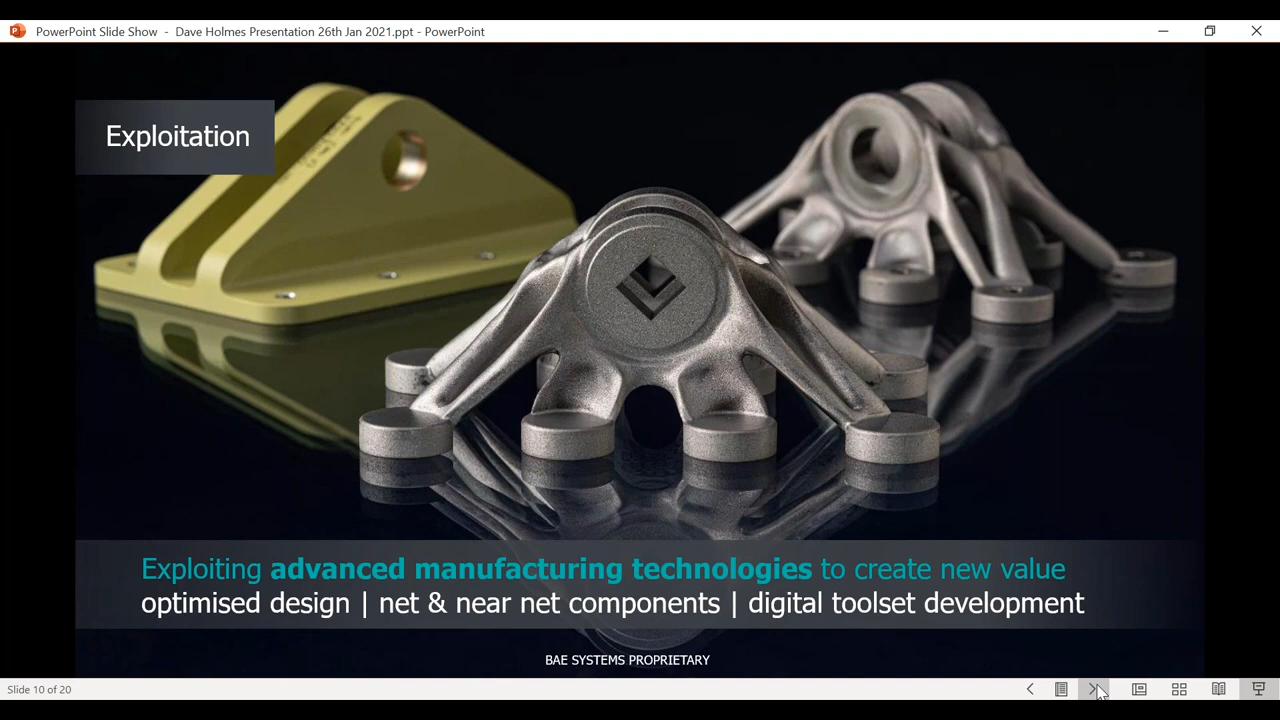 PowerPoint Slide Show - Dave Holmes Presentation 26th Jan 2021.ppt - PowerPoint
Exploitation
Exploiting advanced manufacturing technologies to create new value
optimised design | net & near net components | digital toolset development
BAE SYSTEMS PROPRIETARY
Slide 10 of 20